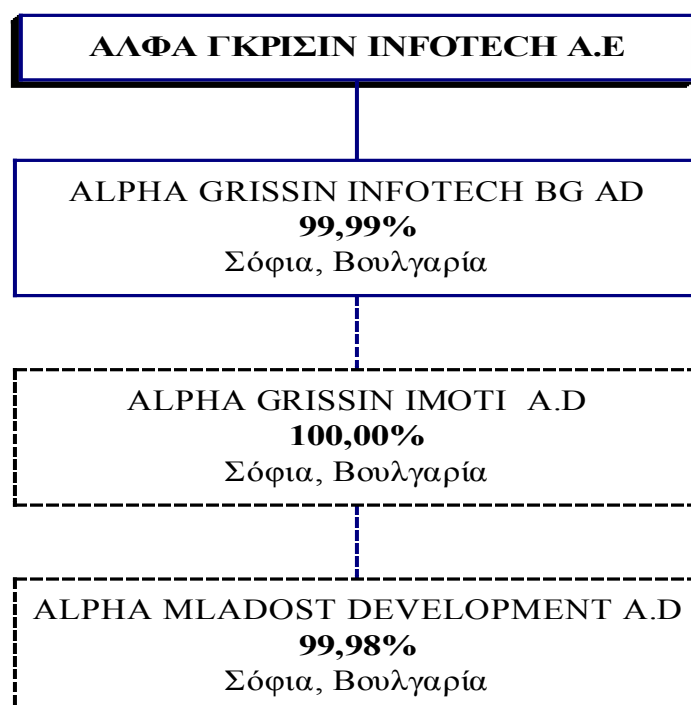 ΑΛΦΑ ΓΚΡΙΣΙΝ INFOTECH Α.Ε
ALPHA GRISSIN INFOTECH BG AD
99,99%
Σόφια, Βουλγαρία
ALPHA GRISSIN IMOTI A.D
100,00%
Σόφια, Βουλγαρία
ALPHA MLADOST DEVELOPMENT A.D
99,98%
Σόφια, Βουλγαρία